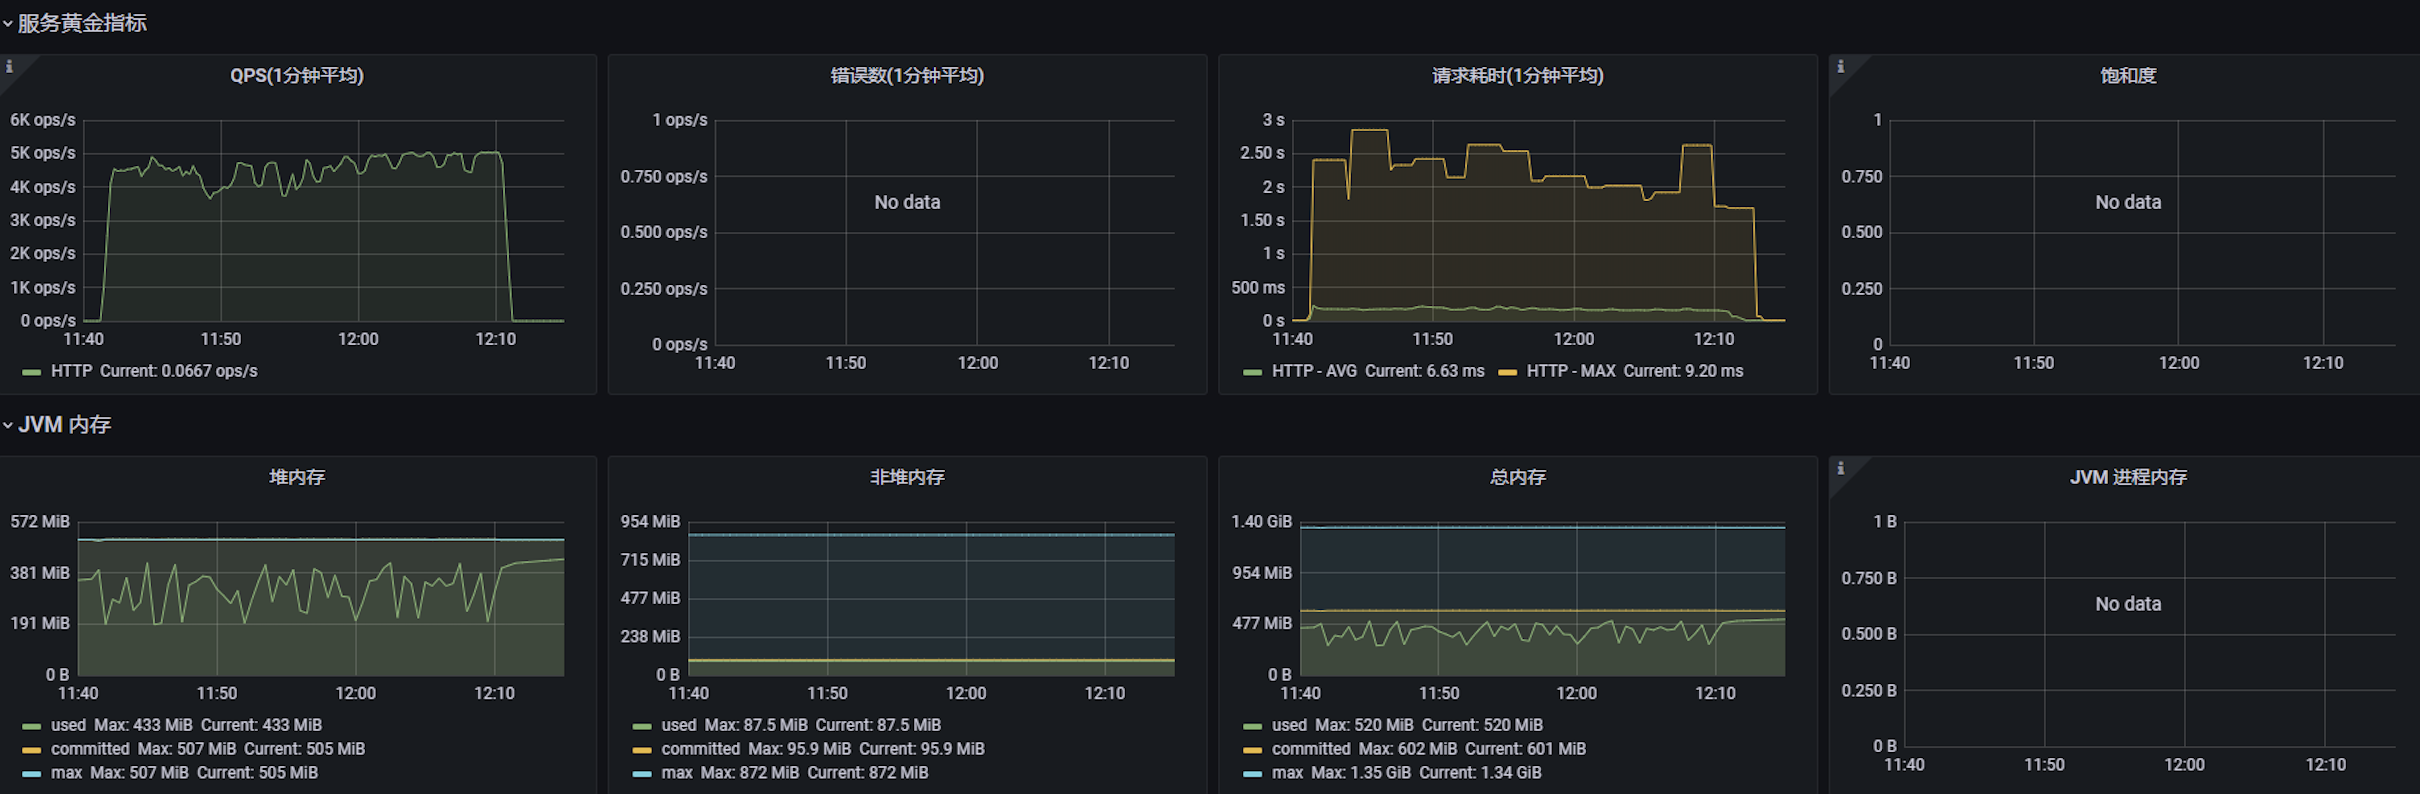 服务黄金指标
QPS(1分钟平均)
6K ops/s
5K ops/s
4K ops/s
3K ops/s
2K ops/s
1K ops/s
0 ops/s
11:40 11:50 12:00 12:10
HTTP Current: 0.0667 ops/s
错误数(1分钟平均)
1 ops/s
0.750 ops/s
0.500 ops/s
0.250 ops/s
0 ops/s
No data
11:40 11:50 12:00 12:10
请求耗时(1分钟平均)
3 s
2.50 s
2 s
1.50 s
1 s
500 ms
0 s
11:40 11:50 12:00 12:10
HTTP - AVG Current: 6.63 ms HTTP - MAX Current: 9.20 ms
饱和度
1
0.750
0.500
0.250
0
No data
11:40 11:50 12:00 12:10
JVM 内存
堆内存
572 MiB
381 MiB
191 MiB
0 B
11:40 11:50 12:00 12:10
used Max: 433 MiB Current: 433 MiB
committed Max: 507 MiB Current: 505 MiB
max Max: 507 MiB Current: 505 MiB
非堆内存
954 MiB
715 MiB
477 MiB
238 MiB
0 B
11:40 11:50 12:00 12:10
used Max: 87.5 MiB Current: 87.5 MiB
committed Max: 95.9 MiB Current: 95.9 MiB
max Max: 872 MiB Current: 872 MiB
总内存
1.40 GiB
954 MiB
477 MiB
0 B
11:40 11:50 12:00 12:10
used Max: 520 MiB Current: 520 MiB
committed Max: 602 MiB Current: 601 MiB
max Max: 1.35 GiB Current: 1.34 GiB
JVM 进程内存
1 B
0.750 B
0.500 B
0.250 B
0 B
No data
11:40 11:50 12:00 12:10